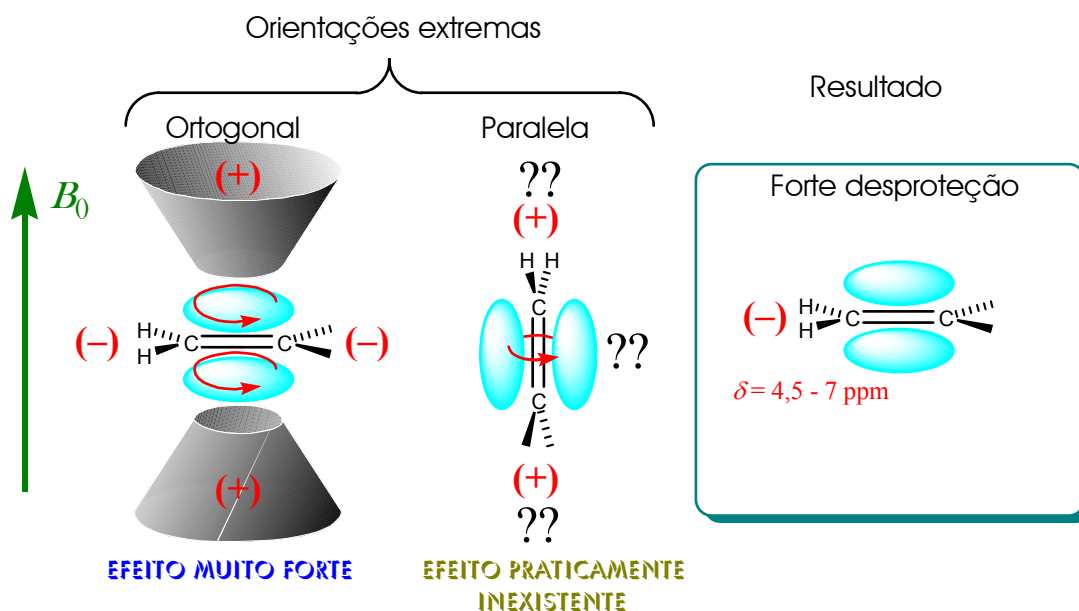 Orientações extremas
Resultado
Ortogonal
Paralela
B0
(+)
(–)
H
H
C
C
(–)
(+)
EFEITO MUITO FORTE
??
(+)
H H
C
??
C
(+)
??
EFEITO PRATICAMENTE
INEXISTENTE
Forte desproteção
(–)
H
H
C
C
δ = 4,5 - 7 ppm